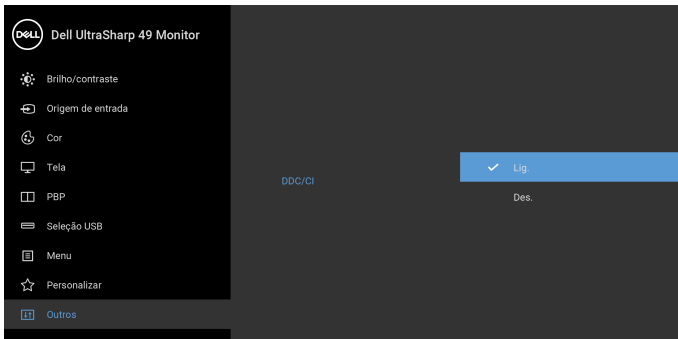 DELL Dell UltraSharp 49 Monitor
Brilho/contraste
Origem de entrada
Cor
Tela
PBP
Seleção USB
Menu
Personalizar
Outros
DDC/CI
Lig.
Des.